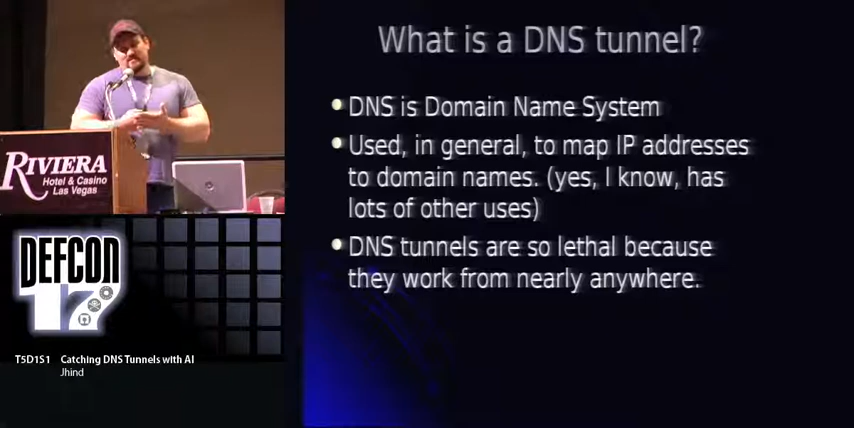 What is a DNS tunnel?
DNS is Domain Name System
Used, in general, to map IP addresses
to domain names. (yes, I know, has
lots of other uses)
DNS tunnels are so lethal because
they work from nearly anywhere.
RIVIERA
Hotel & Casino
Las Vegas
DEFCON
17
T5D1S1 Catching DNS Tunnels with AI
Jhind